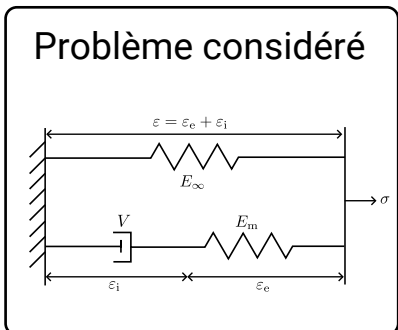 Problème considéré
ε = εe + εi
E∞
σ
V
Em
εi
εe